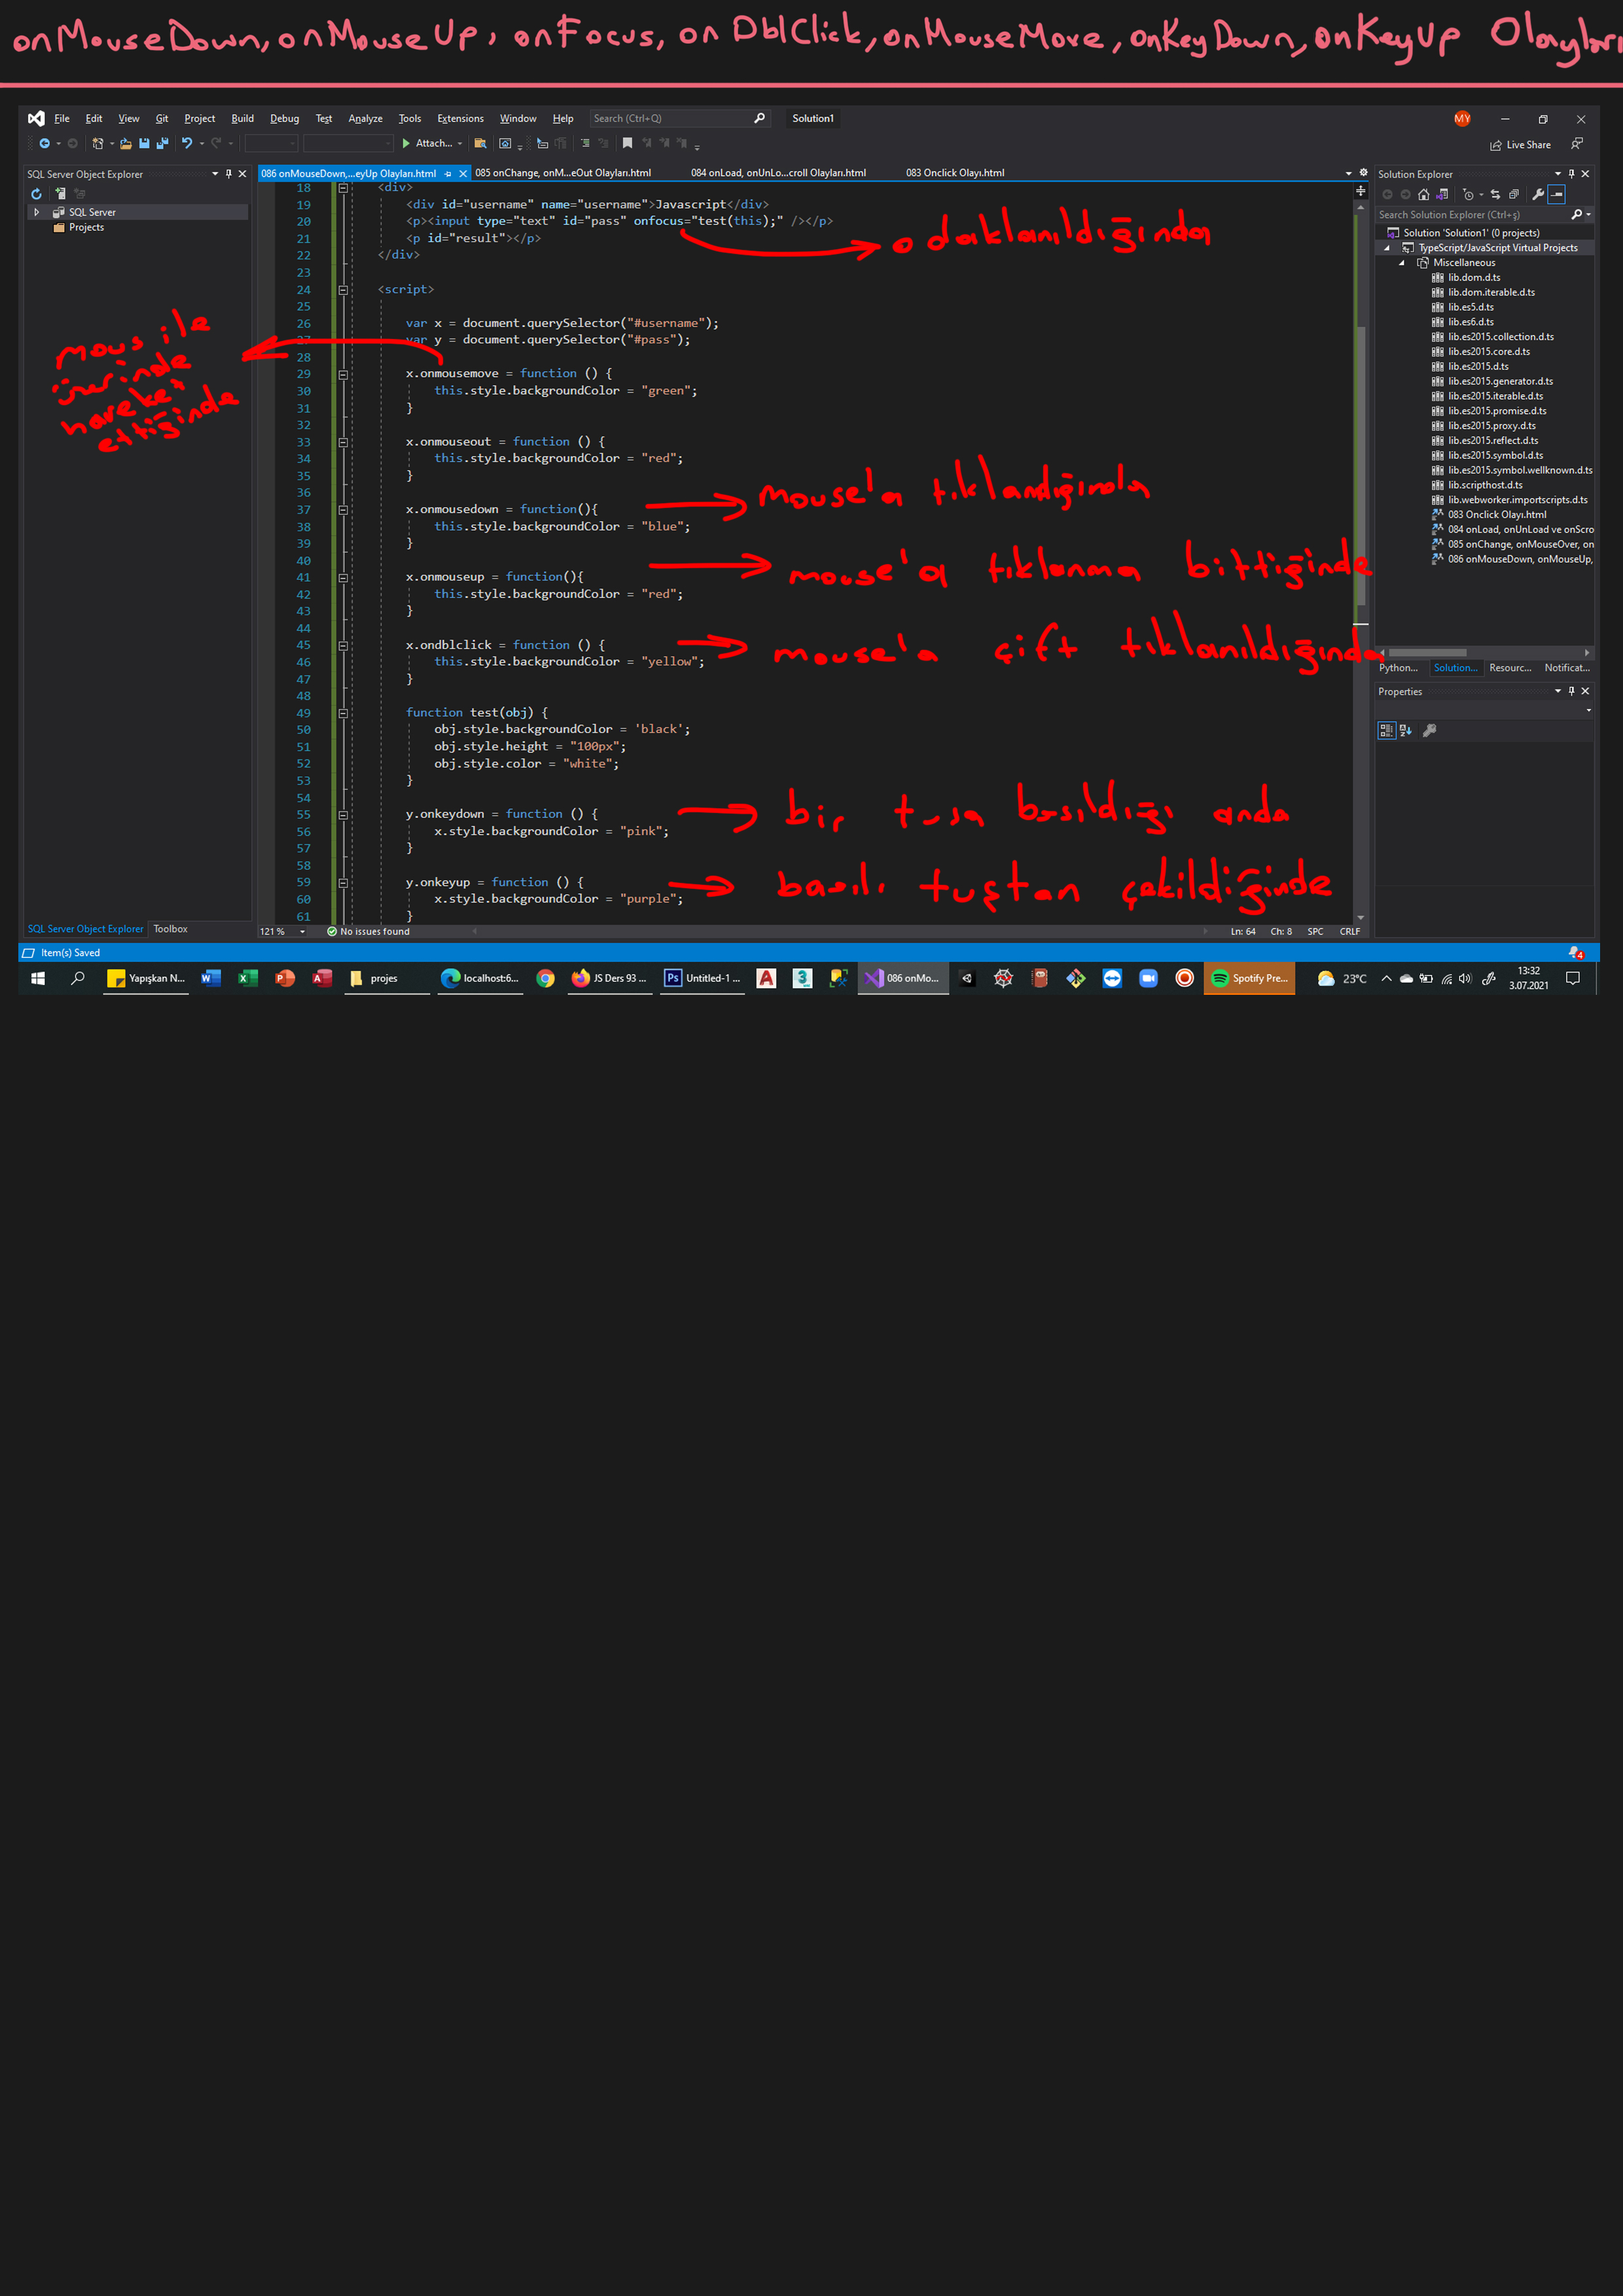 onMouseDown, onMouseUp, onFocus, onDblClick, onMouseMove, onKeyDown, onKeyUp Olayları
File Edit View Git Project Build Debug Test Analyze Tools Extensions Window Help Search (Ctrl+Q) Solution1 MY
Attach... Live Share
SQL Server Object Explorer
SQL Server
Projects
086 onMouseDown,...eyUp Olayları.html 085 onChange, onM...eOut Olayları.html 084 onLoad, onUnLo...croll Olayları.html 083 Onclick Olayı.html
18 <div>
19 <div id="username" name="username">Javascript</div>
20 <p><input type="text" id="pass" onfocus="test(this);" /></p>
odaklanıldığında
21 <p id="result"></p>
22 </div>
23
24 <script>
25
26 var x = document.querySelector("#username");
27 var y = document.querySelector("#pass");
28
mous ile
üzerinde
hareket
ettiğinde
29 x.onmousemove = function () {
30 this.style.backgroundColor = "green";
31 }
32
33 x.onmouseout = function () {
34 this.style.backgroundColor = "red";
35 }
36
37 x.onmousedown = function(){
mouse'a tıklandığında
38 this.style.backgroundColor = "blue";
39 }
40
41 x.onmouseup = function(){
mouse'a tıklanma bittiğinde
42 this.style.backgroundColor = "red";
43 }
44
45 x.ondblclick = function () {
mouse'a çift tıklanıldığında
46 this.style.backgroundColor = "yellow";
47 }
48
49 function test(obj) {
50 obj.style.backgroundColor = 'black';
51 obj.style.height = "100px";
52 obj.style.color = "white";
53 }
54
55 y.onkeydown = function () {
bir tuşa basıldığı anda
56 x.style.backgroundColor = "pink";
57 }
58
59 y.onkeyup = function () {
basılı tuştan çekildiğinde
60 x.style.backgroundColor = "purple";
61 }
Solution Explorer
Search Solution Explorer (Ctrl+ş)
Solution 'Solution1' (0 projects)
TypeScript/JavaScript Virtual Projects
Miscellaneous
lib.dom.d.ts
lib.dom.iterable.d.ts
lib.es5.d.ts
lib.es6.d.ts
lib.es2015.collection.d.ts
lib.es2015.core.d.ts
lib.es2015.d.ts
lib.es2015.generator.d.ts
lib.es2015.iterable.d.ts
lib.es2015.promise.d.ts
lib.es2015.proxy.d.ts
lib.es2015.reflect.d.ts
lib.es2015.symbol.d.ts
lib.es2015.symbol.wellknown.d.ts
lib.scripthost.d.ts
lib.webworker.importscripts.d.ts
083 Onclick Olayı.html
084 onLoad, onUnLoad ve onScro
085 onChange, onMouseOver, on
086 onMouseDown, onMouseUp,
Python... Solution... Resourc... Notificat...
Properties
SQL Server Object Explorer Toolbox
121 % No issues found Ln: 64 Ch: 8 SPC CRLF
Item(s) Saved 4
Yapışkan N... projes localhost:6... JS Ders 93 ... Untitled-1 ... 086 onMo... Spotify Pre... 23°C 13:32
3.07.2021